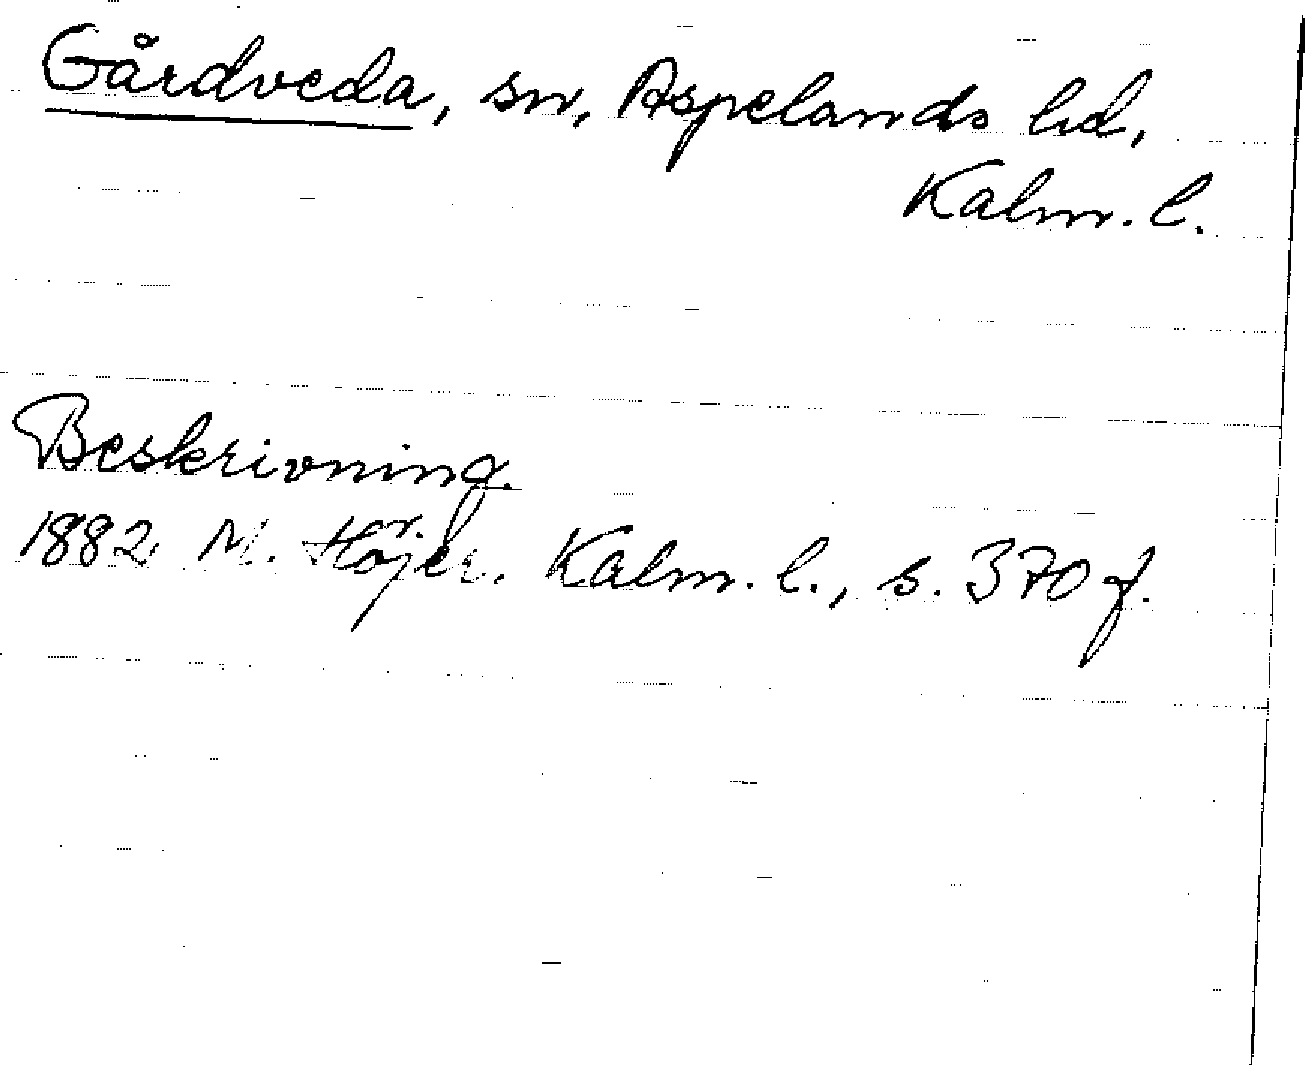 Gårdveda, sn, Aspelands hd,
Kalm. l.
Beskrivning.
1882 M. Höjer. Kalm. l., s. 370 f.